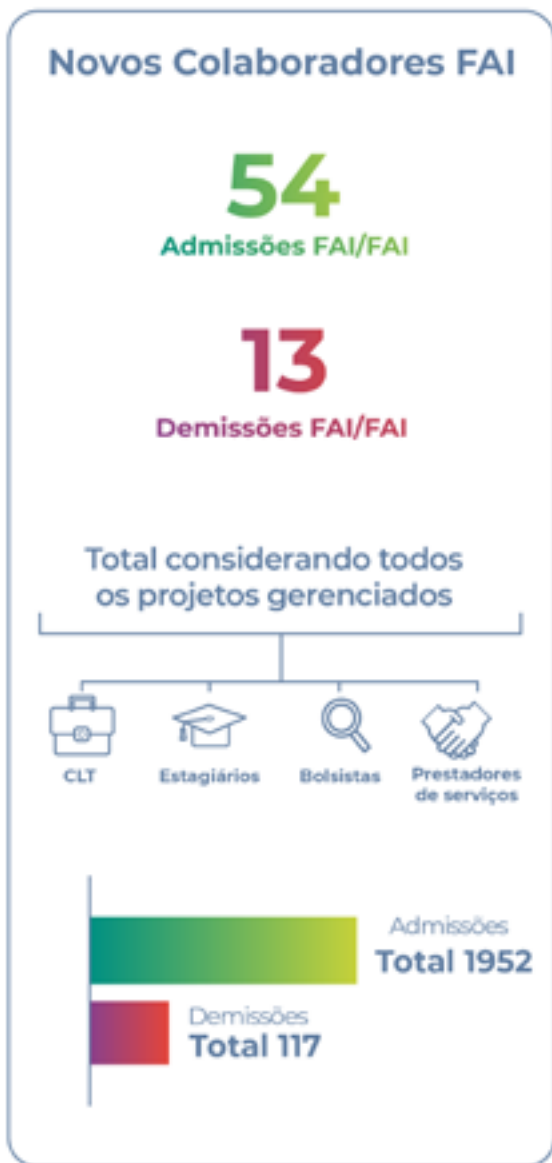 Novos Colaboradores FAI
54
Admissões FAI/FAI
13
Demissões FAI/FAI
Total considerando todos
os projetos gerenciados
CLT
Estagiários
Bolsistas
Prestadores
de serviços
Admissões
Total 1952
Demissões
Total 117